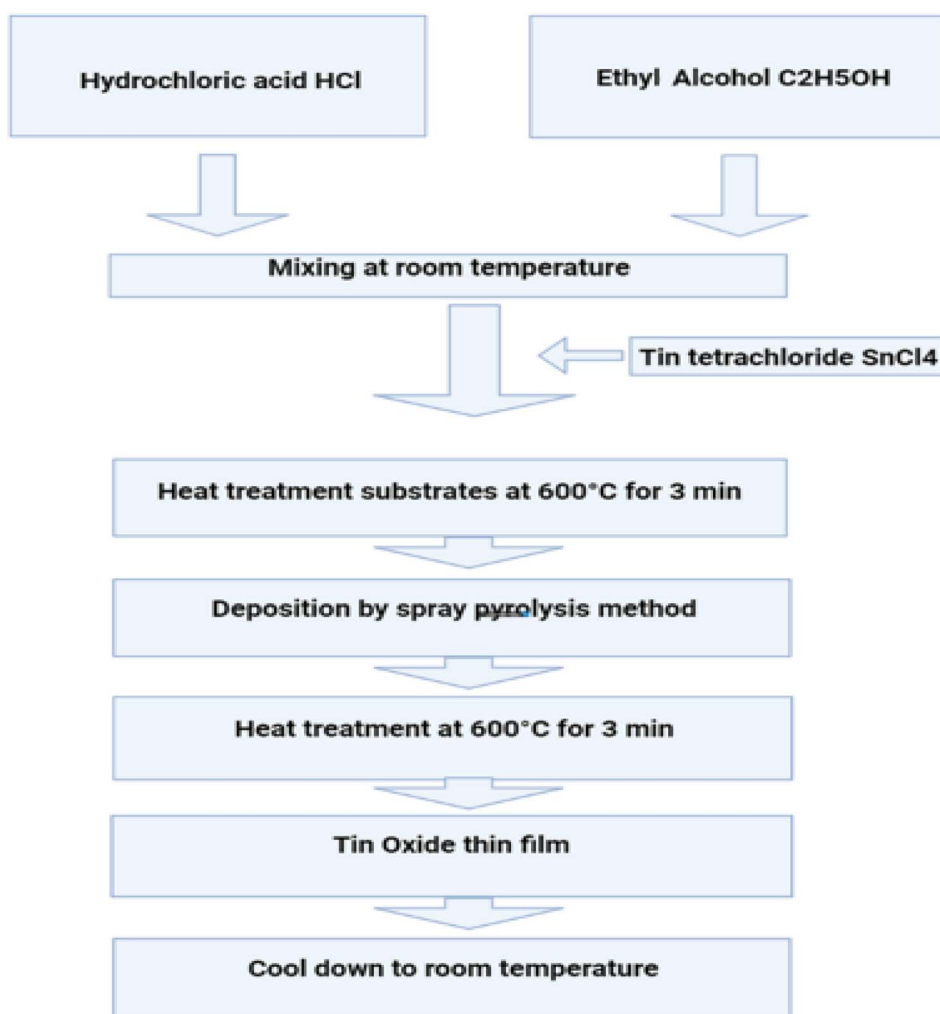 Hydrochloric acid HCl
Ethyl Alcohol C2H5OH
Mixing at room temperature
Tin tetrachloride SnCl4
Heat treatment substrates at 600°C for 3 min
Deposition by spray pyrolysis method
Heat treatment at 600°C for 3 min
Tin Oxide thin film
Cool down to room temperature